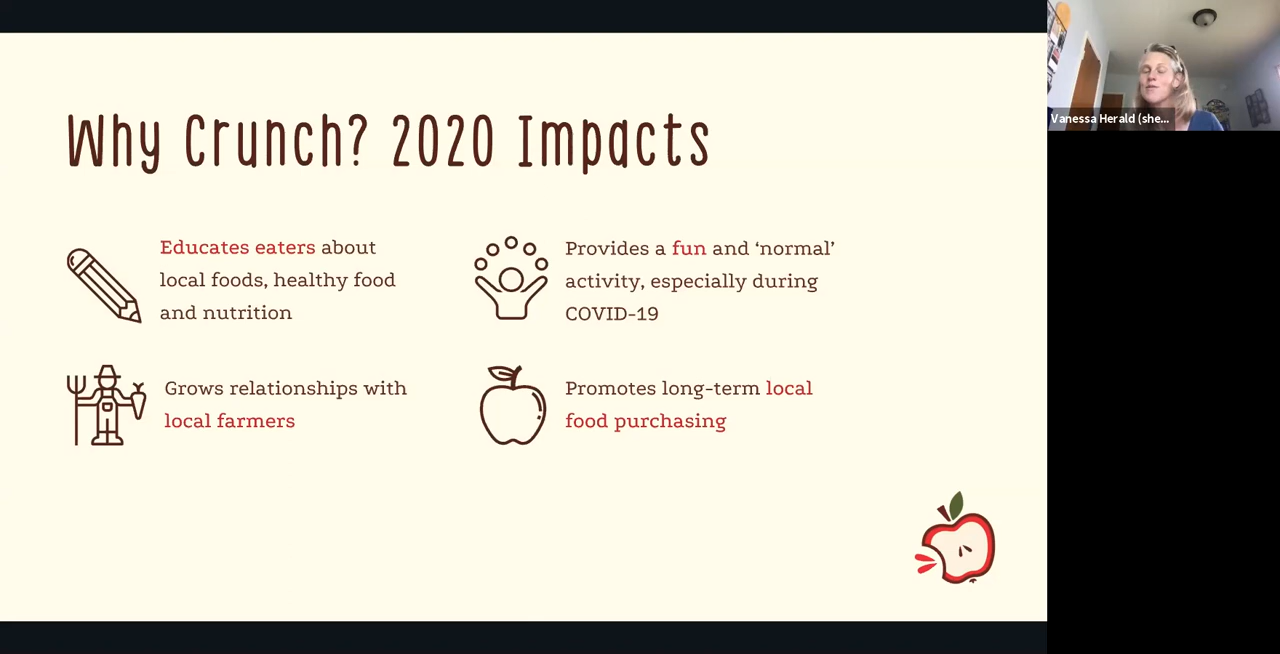 Why Crunch? 2020 Impacts
Educates eaters about
local foods, healthy food
and nutrition
Provides a fun and ‘normal’
activity, especially during
COVID-19
Grows relationships with
local farmers
Promotes long-term local
food purchasing
Vanessa Herald (she...